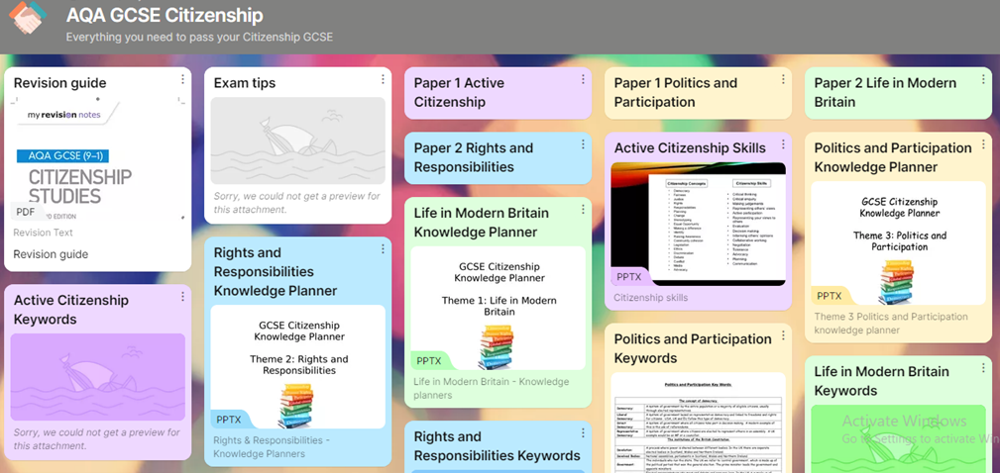 AQA GCSE Citizenship
Everything you need to pass your Citizenship GCSE
Revision guide
my revision notes
AQA GCSE (9–1)
CITIZENSHIP
STUDIES
EDITION
PDF
Revision Text
Revision guide
Active Citizenship
Keywords
Sorry, we could not get a preview for
this attachment.
Exam tips
Sorry, we could not get a preview for
this attachment.
Rights and
Responsibilities
Knowledge Planner
GCSE Citizenship
Knowledge Planner
Theme 2: Rights and
Responsibilities
PPTX
Rights & Responsibilities -
Knowledge Planners
Paper 1 Active
Citizenship
Paper 2 Rights and
Responsibilities
Life in Modern Britain
Knowledge Planner
GCSE Citizenship
Knowledge Planner
Theme 1: Life in Modern
Britain
PPTX
Life in Modern Britain - Knowledge
planners
Rights and
Responsibilities Keywords
Paper 1 Politics and
Participation
Active Citizenship Skills
Citizenship Concepts
Citizenship Skills
PPTX
Citizenship skills
Politics and Participation
Keywords
Politics and Participation Key Words
The concept of democracy
Paper 2 Life in Modern
Britain
Politics and Participation
Knowledge Planner
GCSE Citizenship
Knowledge Planner
Theme 3: Politics and
Participation
PPTX
Theme 3 Politics and Participation
knowledge planner
Life in Modern Britain
Keywords
Activate Windows
Go to Settings to activate Win